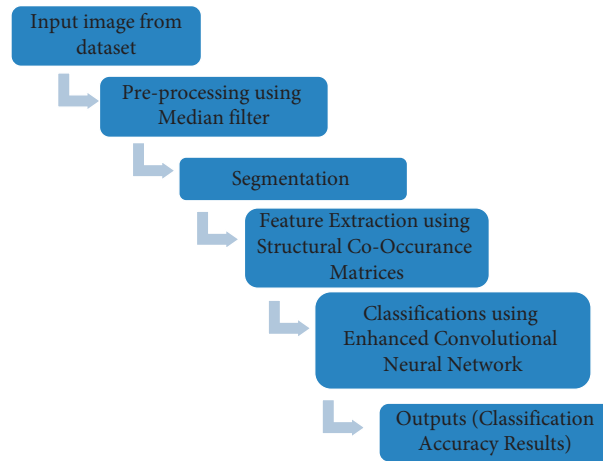 Input image from
dataset
Pre-processing using
Median filter
Segmentation
Feature Extraction using
Structural Co-Occurance
Matrices
Classifications using
Enhanced Convolutional
Neural Network
Outputs (Classification
Accuracy Results)